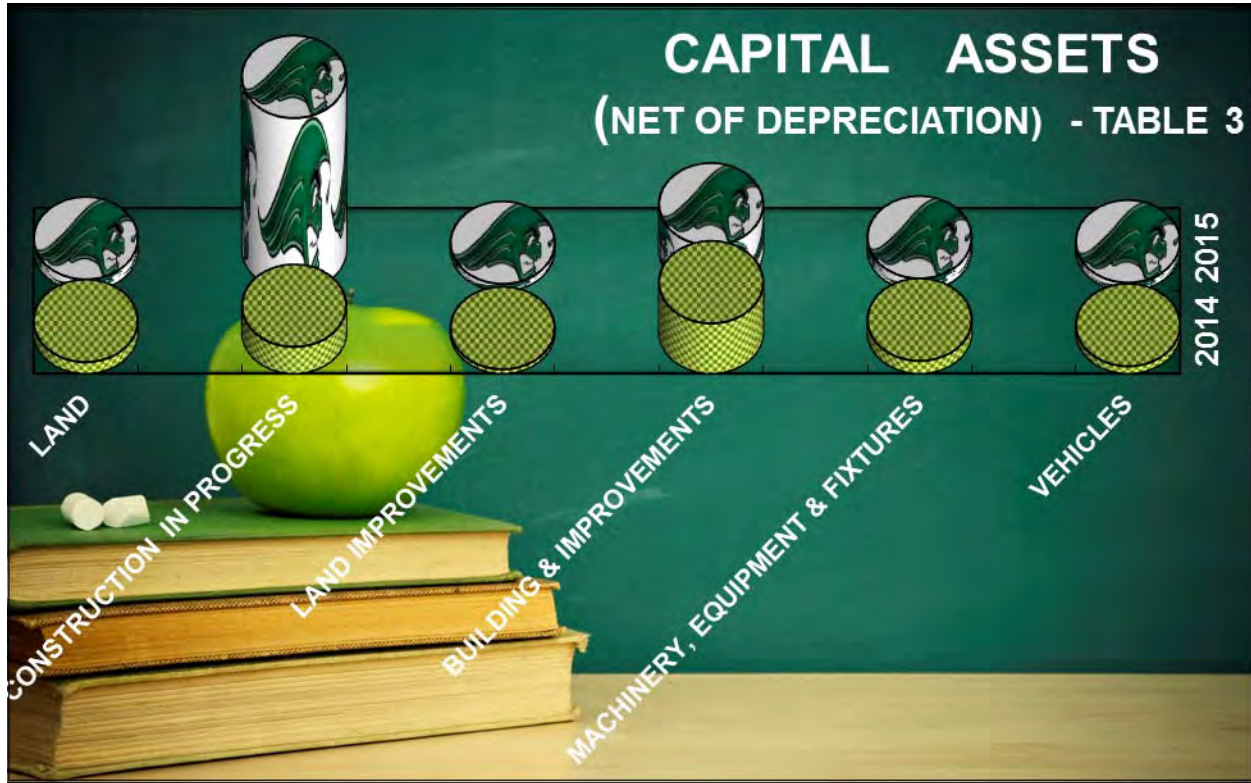 CAPITAL ASSETS
(NET OF DEPRECIATION) - TABLE 3
2015
2014
LAND
CONSTRUCTION IN PROGRESS
LAND IMPROVEMENTS
BUILDING & IMPROVEMENTS
MACHINERY, EQUIPMENT & FIXTURES
VEHICLES